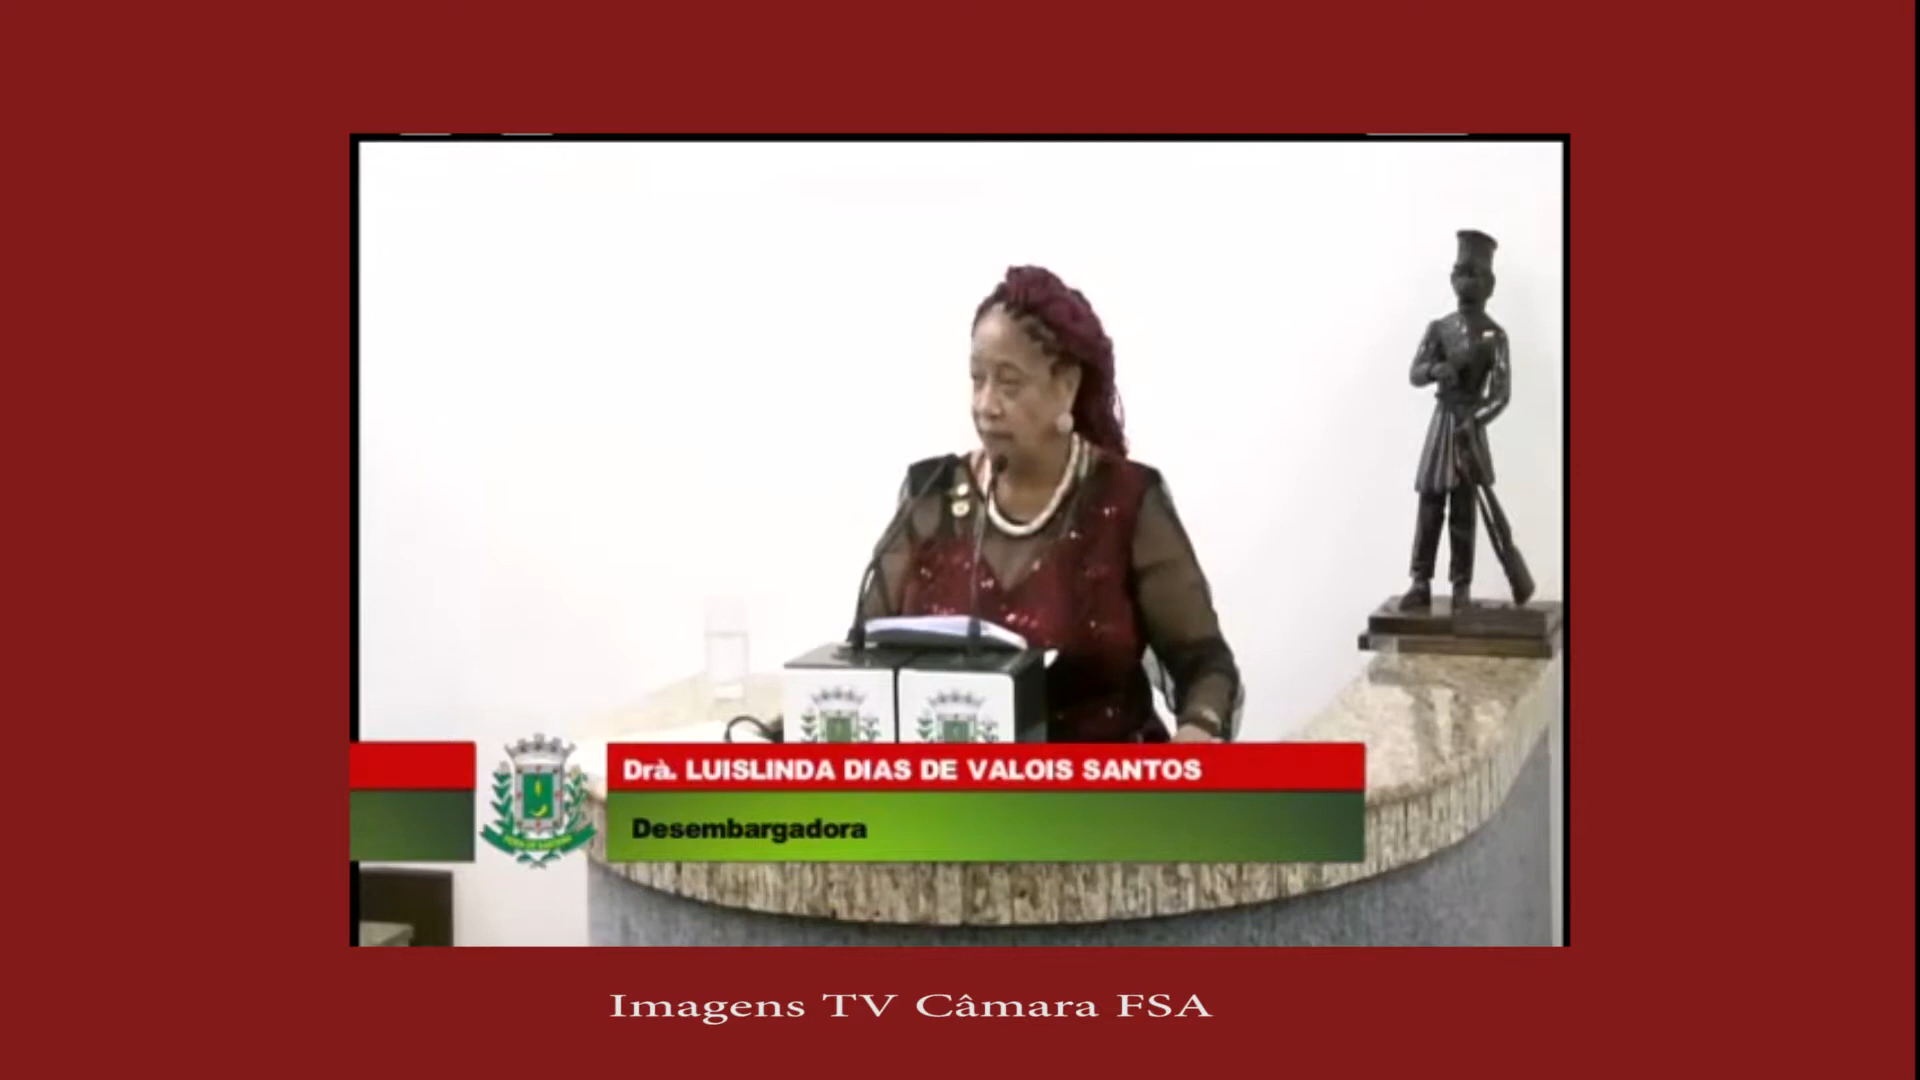 Drà. LUISLINDA DIAS DE VALOIS SANTOS
Desembargadora
Imagens TV Câmara FSA